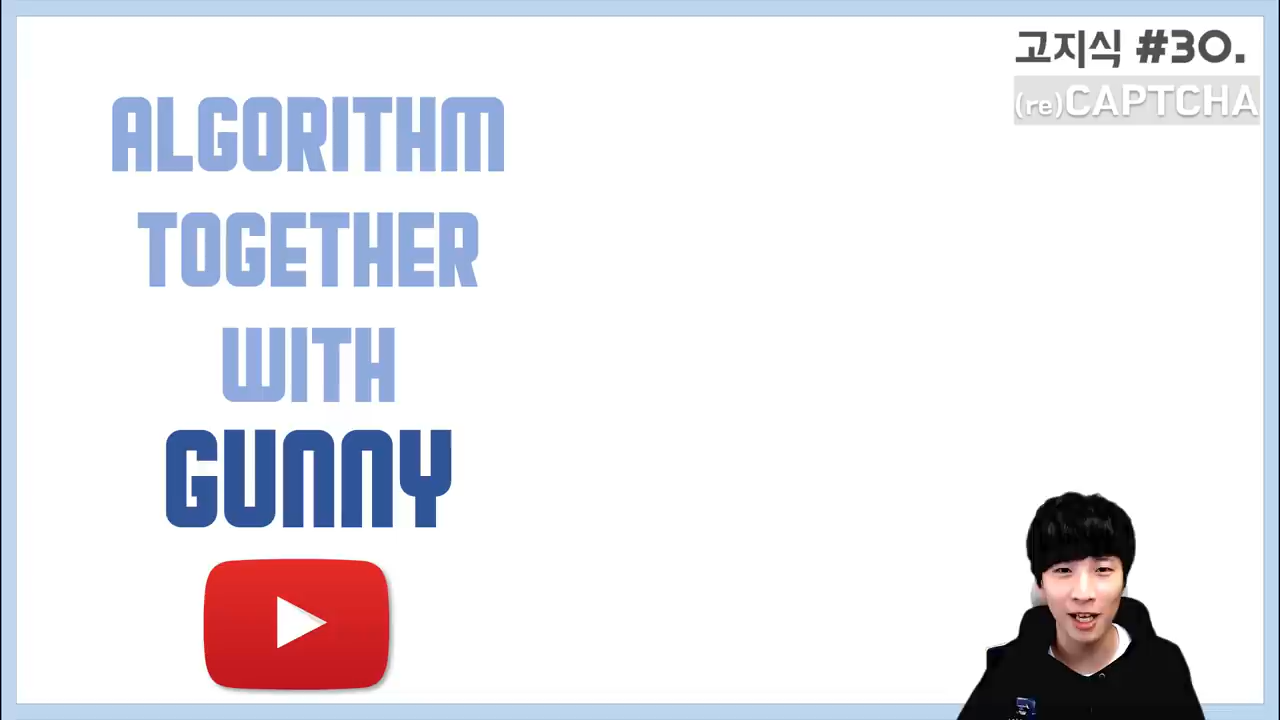 고지식 #30.
(re)CAPTCHA
ALGORITHM
TOGETHER
WITH
GUNNY